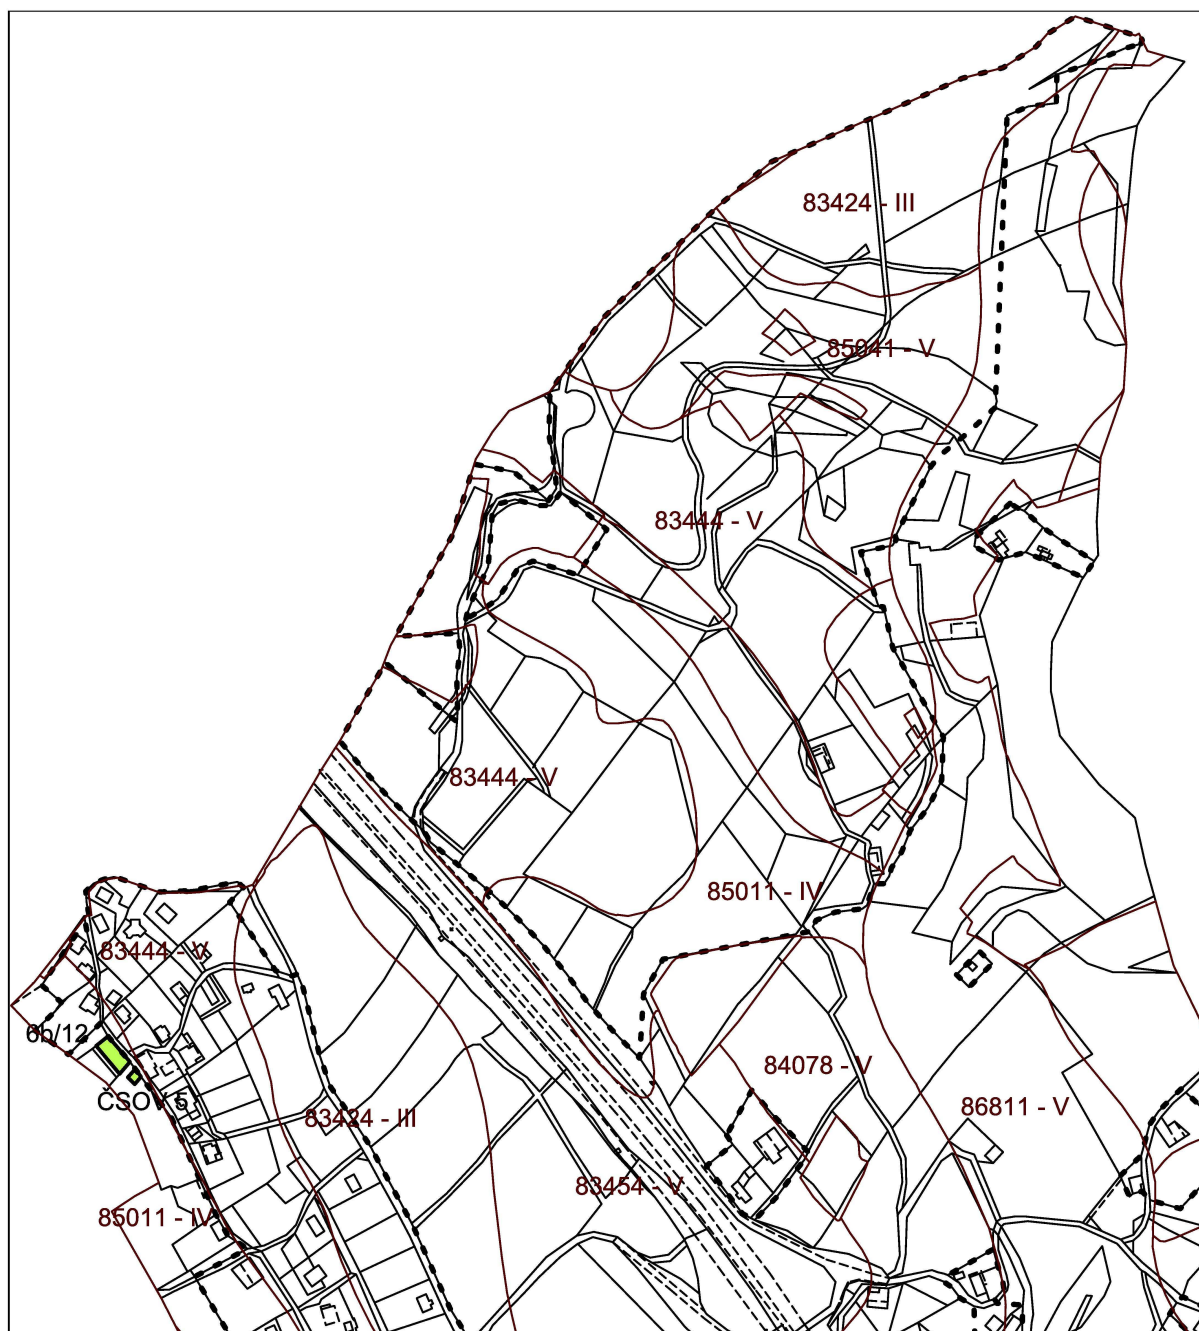 83424 - III
85041 - V
83444 - V
83444 - V
85011 - IV
83444 - V
6b/12
84078 - V
ČSOV 5
86811 - V
83424 - III
83454 - V
85011 - IV